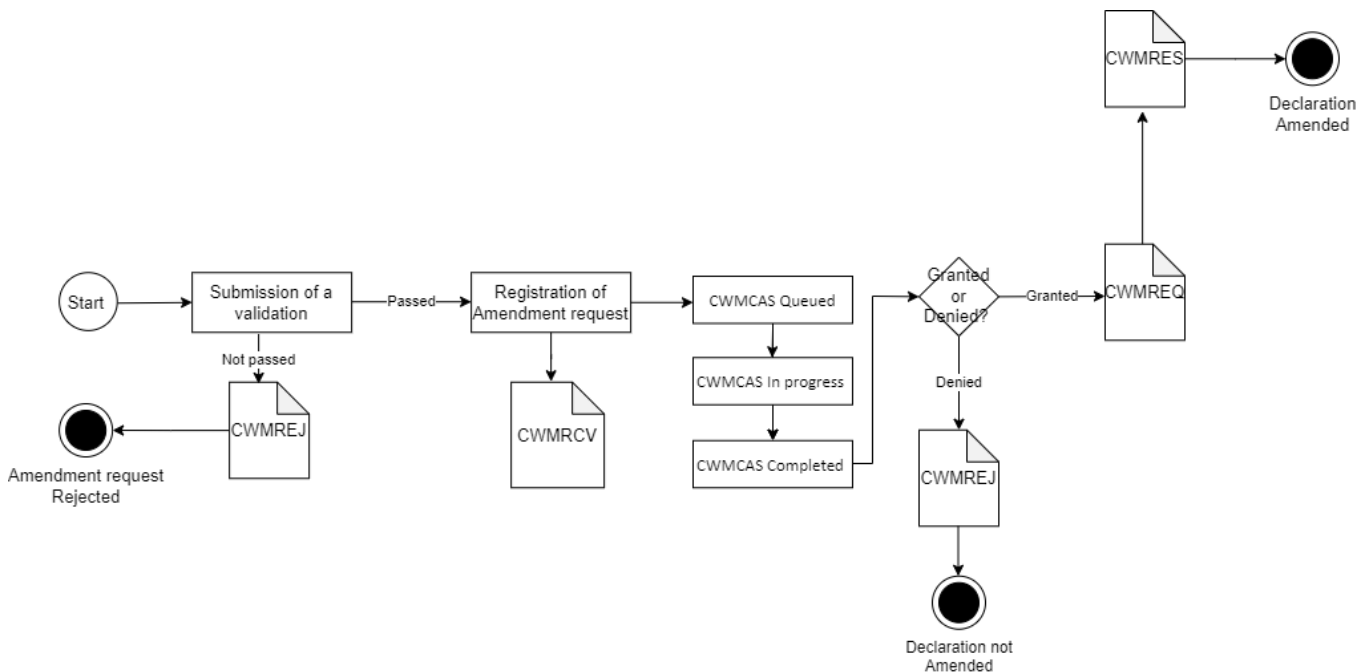 CWMRES
Declaration
Amended
Start
Submission of a
validation
Passed
Registration of
Amendment request
CWMCAS Queued
Granted
or
Denied?
Granted
CWMREQ
Not passed
CWMCAS In progress
Denied
CWMREJ
Amendment request
Rejected
CWMRCV
CWMCAS Completed
CWMREJ
Declaration not
Amended